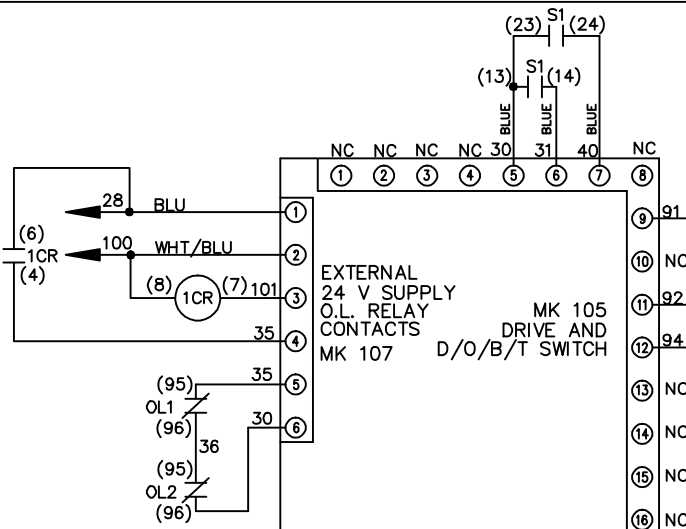 S1
(23) (24)
S1
(13) (14)
BLUE BLUE BLUE
NC NC NC NC 30 31 40 NC
1 2 3 4 5 6 7 8
28 BLU 1
9 91
(6)
1CR
(4)
100 WHT/BLU 2
10 NC
(8) 1CR (7) 101 3
EXTERNAL
24 V SUPPLY
O.L. RELAY
CONTACTS
MK 107
MK 105
DRIVE AND
D/O/B/T SWITCH
11 92
35 4
12 94
(95) 35 5
OL1
(96)
13 NC
30 6
36
14 NC
(95)
OL2
(96)
15 NC
16 NC